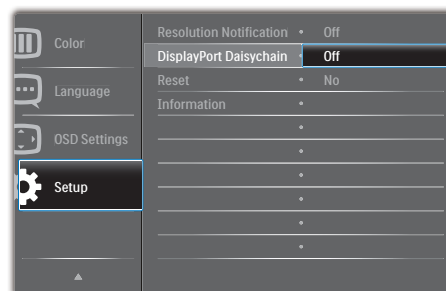 Color
Language
OSD Settings
Setup
Resolution Notification • Off
DisplayPort Daisychain • Off
Reset • No
Information •